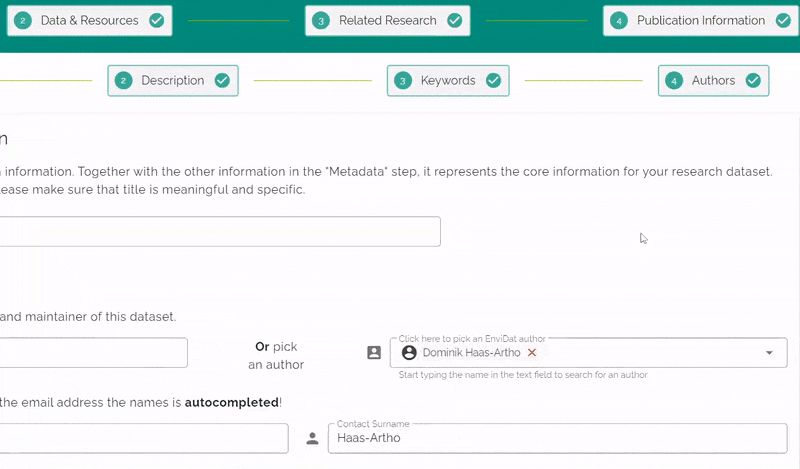 2 Data & Resources 3 Related Research 4 Publication Information
2 Description 3 Keywords 4 Authors
n
information. Together with the other information in the "Metadata" step, it represents the core information for your research dataset.
lease make sure that title is meaningful and specific.
and maintainer of this dataset.
Or pick
an author
Click here to pick an EnviDat author
Dominik Haas-Artho
Start typing the name in the text field to search for an author
the email address the names is autocompleted!
Contact Surname
Haas-Artho